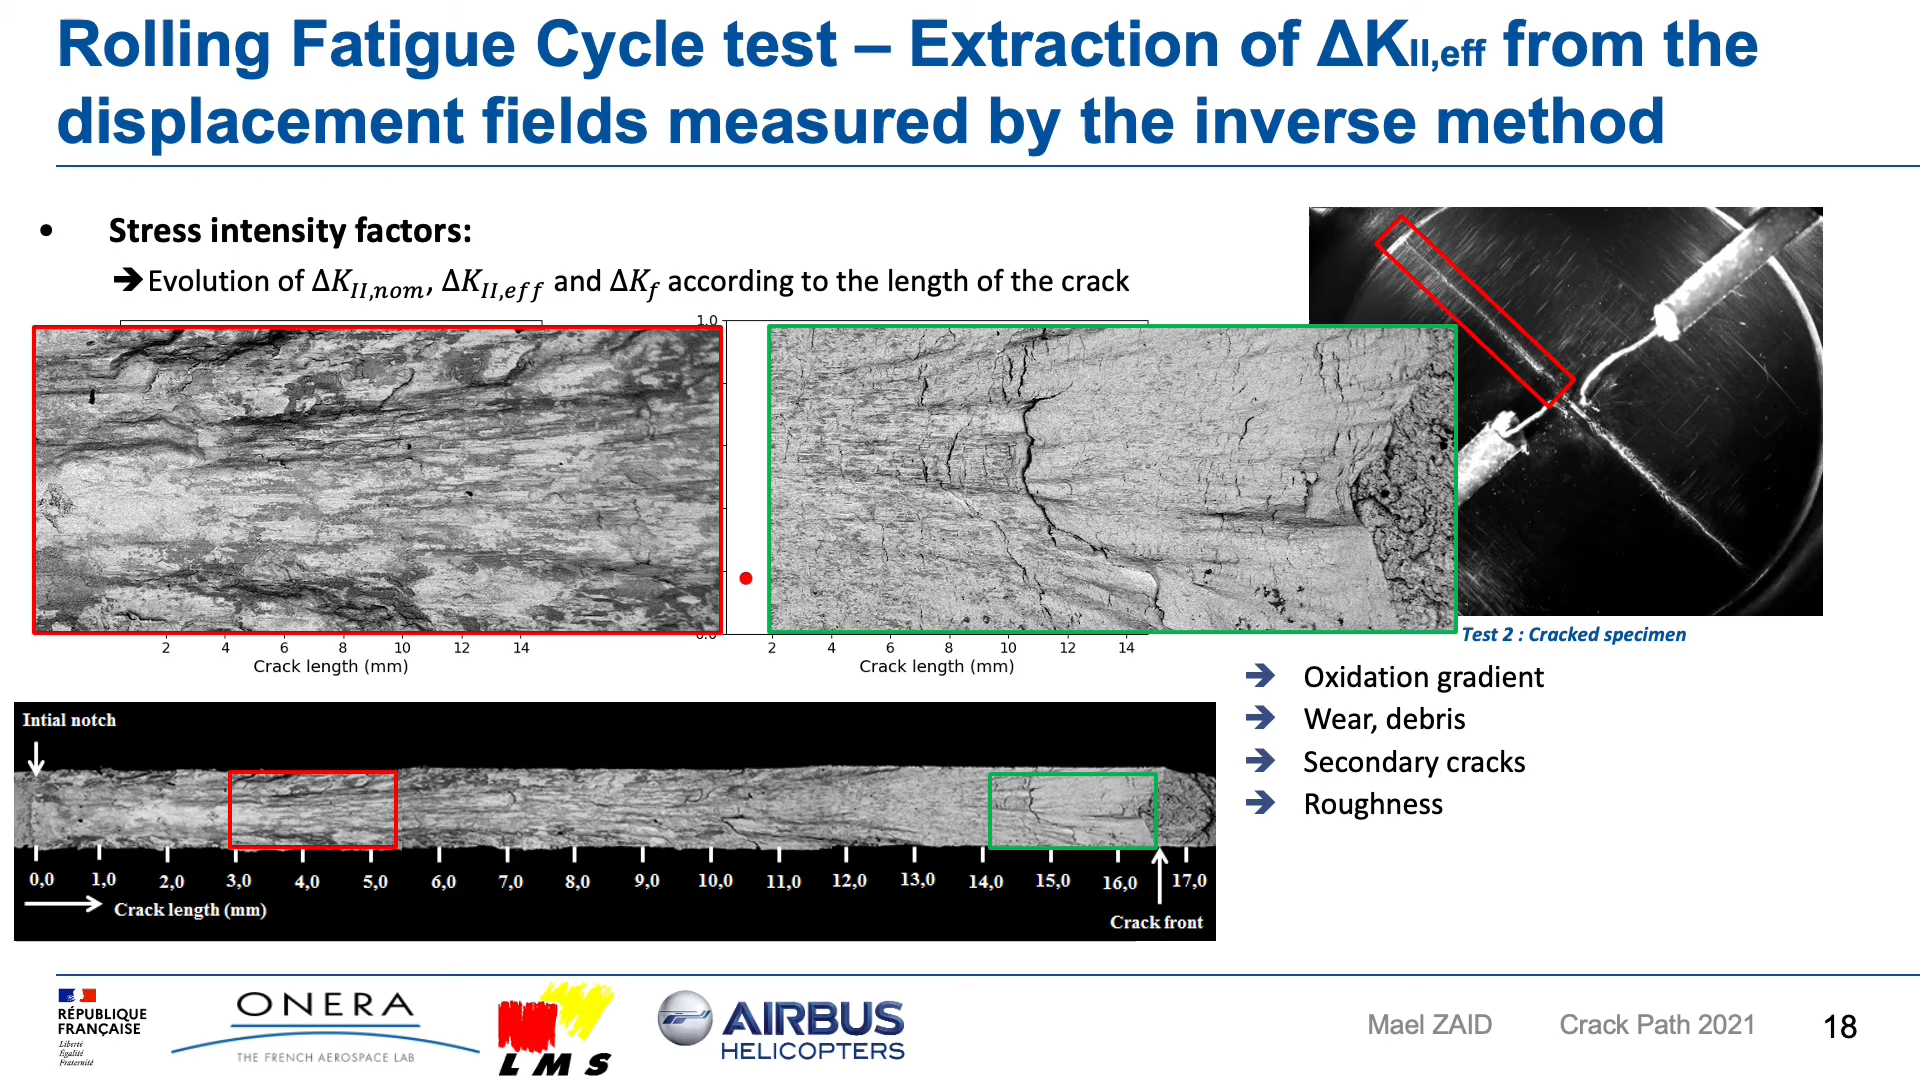 Rolling Fatigue Cycle test – Extraction of ΔKII,eff from the
displacement fields measured by the inverse method
• Stress intensity factors:
➔ Evolution of ΔK_{II,nom}, ΔK_{II,eff} and ΔK_f according to the length of the crack
1.0
2 4 6 8 10 12 14
Crack length (mm)
2 4 6 8 10 12 14
Crack length (mm)
Test 2 : Cracked specimen
➔ Oxidation gradient
➔ Wear, debris
➔ Secondary cracks
➔ Roughness
Intial notch
0,0 1,0 2,0 3,0 4,0 5,0 6,0 7,0 8,0 9,0 10,0 11,0 12,0 13,0 14,0 15,0 16,0 17,0
Crack length (mm)
Crack front
RÉPUBLIQUE
FRANÇAISE
Liberté
Égalité
Fraternité
ONERA
THE FRENCH AEROSPACE LAB
LMS
AIRBUS
HELICOPTERS
Mael ZAID
Crack Path 2021
18